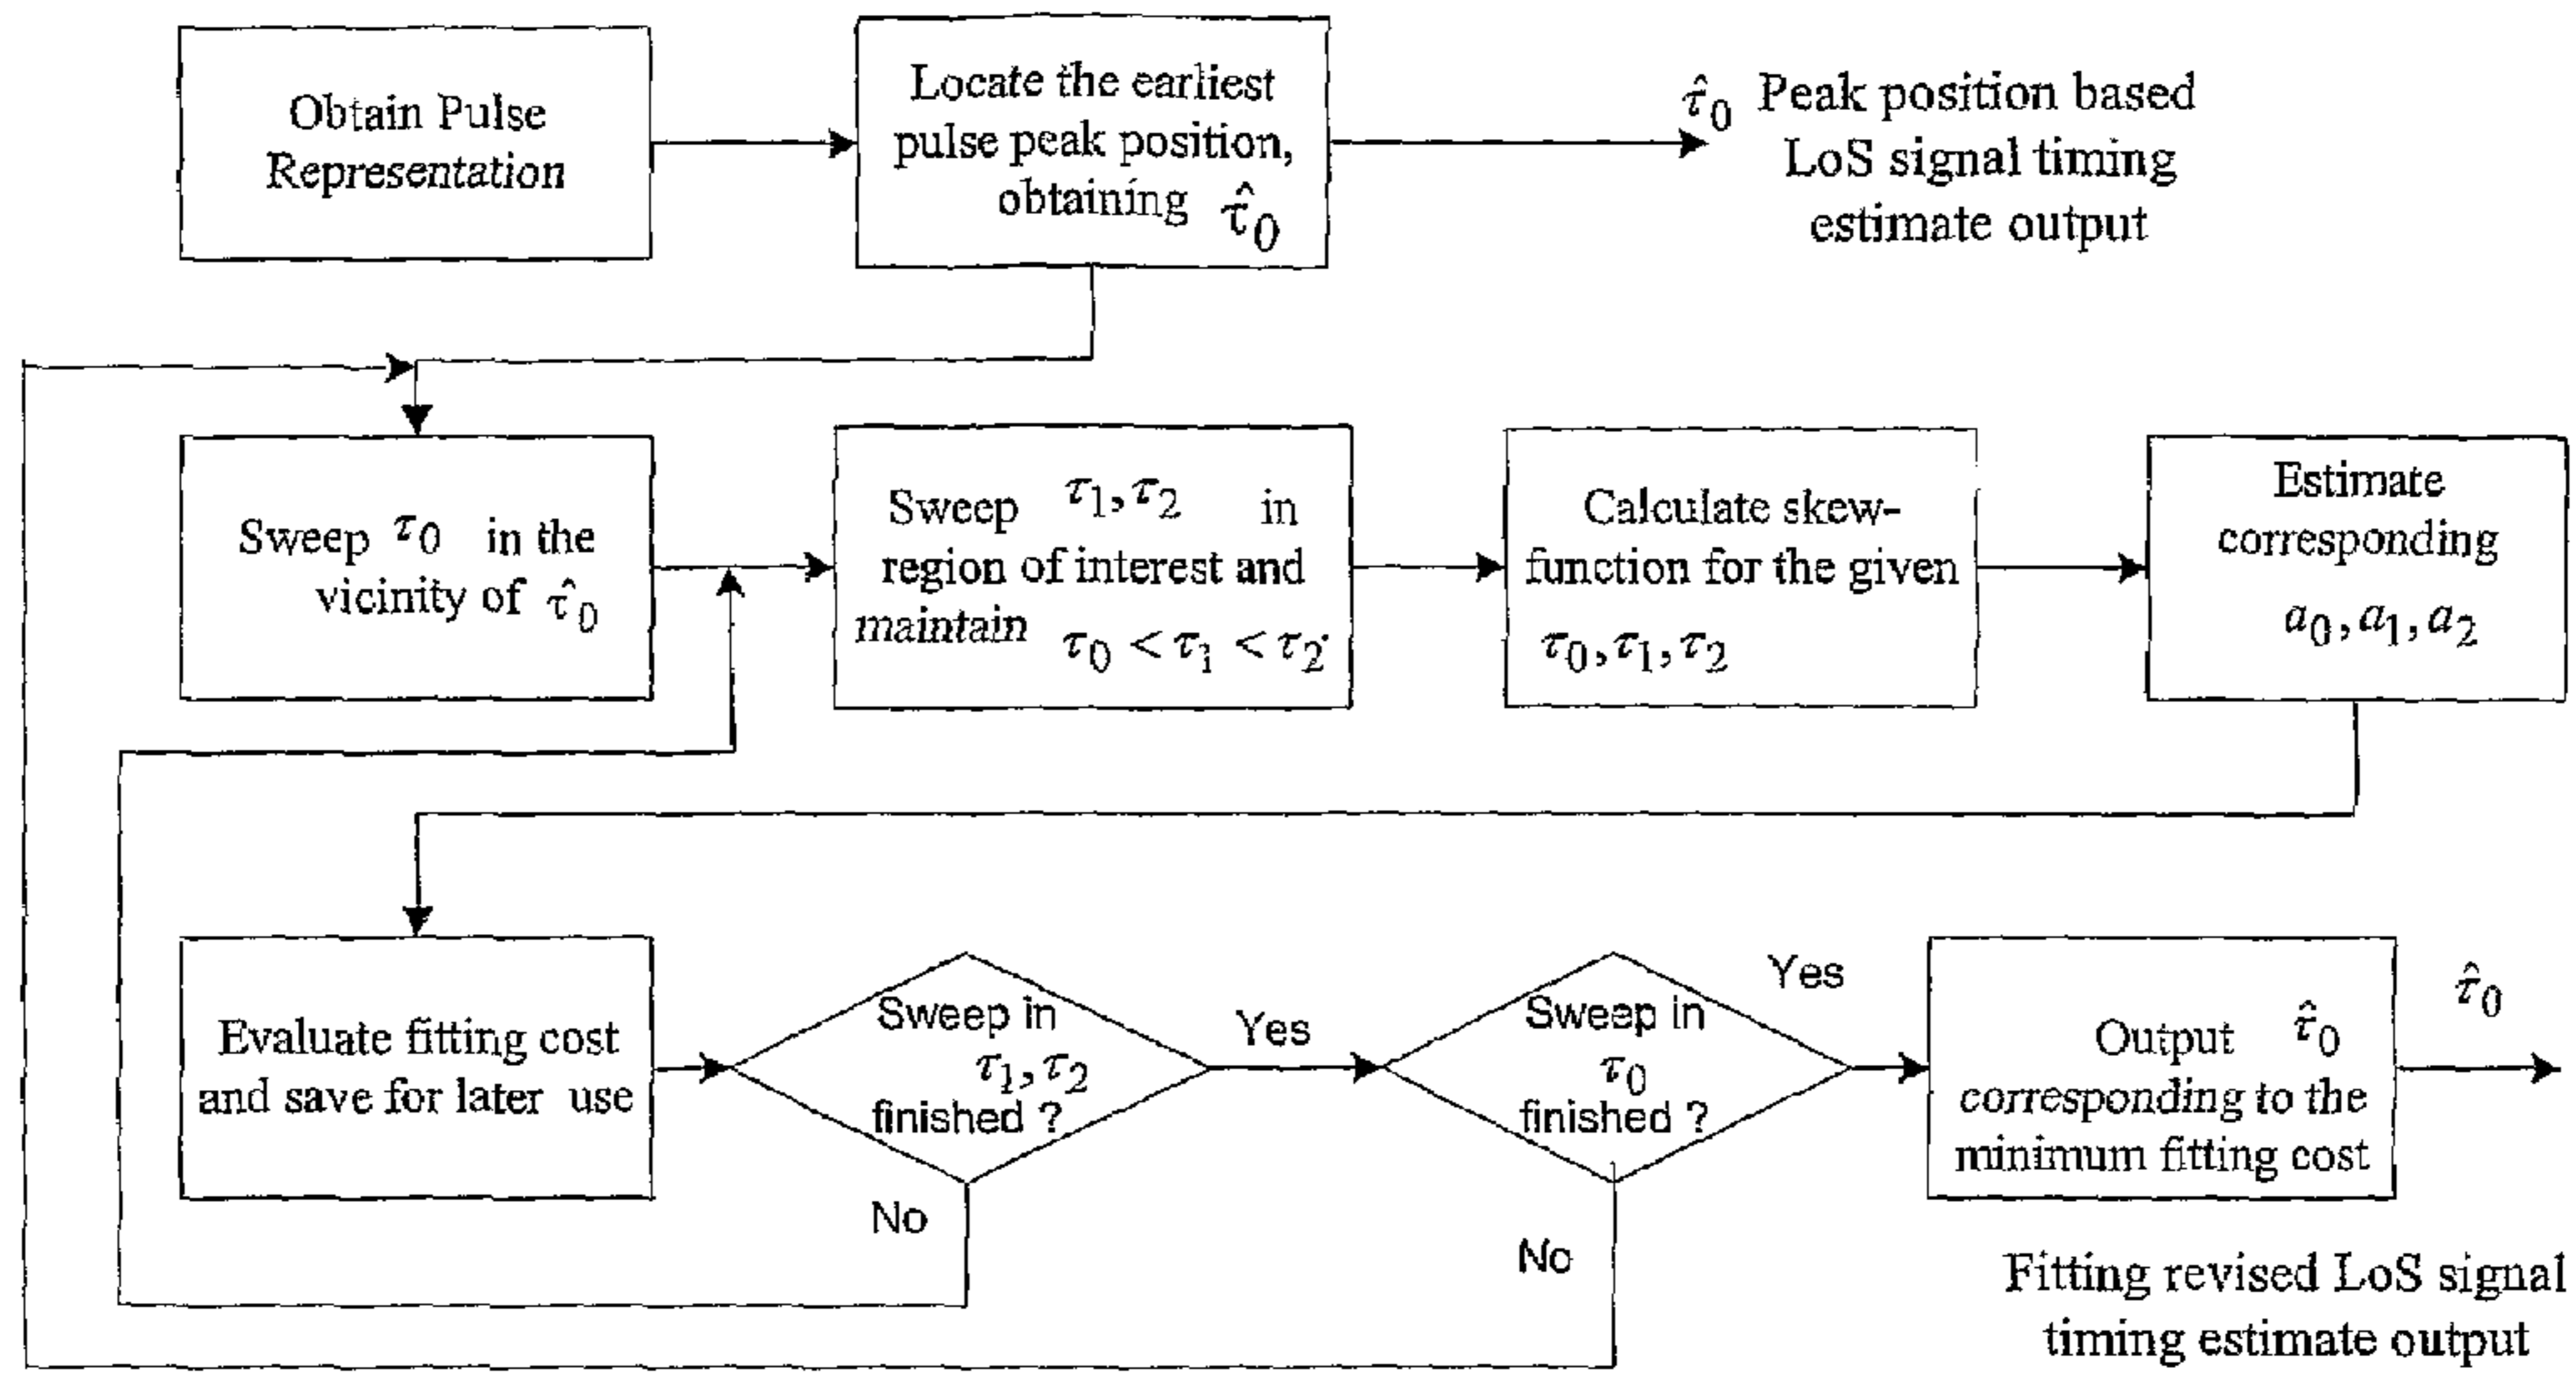 Obtain Pulse
Representation
Locate the earliest
pulse peak position,
obtaining τ̂0
τ̂0 Peak position based
LoS signal timing
estimate output
Sweep τ0 in the
vicinity of τ̂0
Sweep τ1, τ2 in
region of interest and
maintain τ0 < τ1 < τ2.
Calculate skew-
function for the given
τ0, τ1, τ2
Estimate
corresponding
a0, a1, a2
Evaluate fitting cost
and save for later use
Sweep in
τ1, τ2
finished ?
Yes
No
Sweep in
τ0
finished ?
Yes
No
Output τ̂0
corresponding to the
minimum fitting cost
τ̂0
Fitting revised LoS signal
timing estimate output